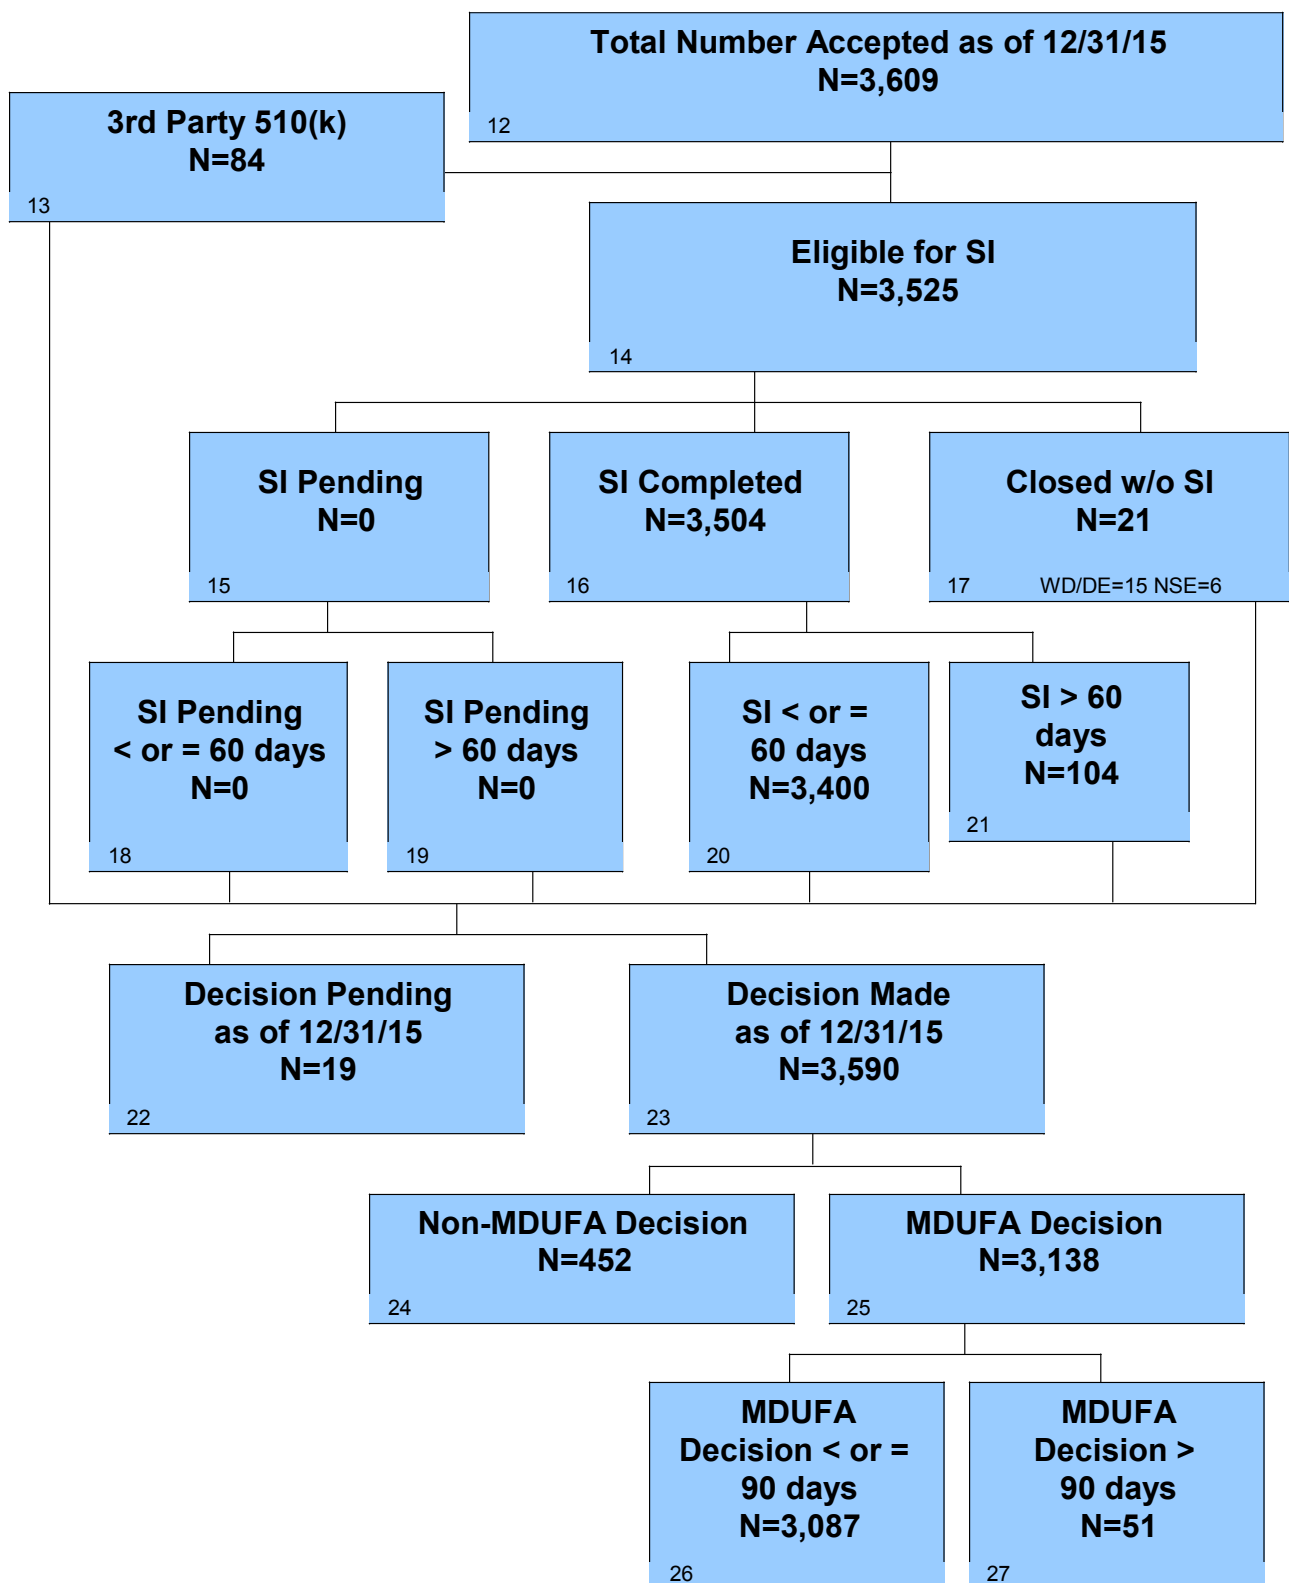 Total Number Accepted as of 12/31/15
N=3,609
12
3rd Party 510(k)
N=84
13
Eligible for SI
N=3,525
14
SI Pending
N=0
15
SI Completed
N=3,504
16
Closed w/o SI
N=21
17 WD/DE=15 NSE=6
SI Pending
< or = 60 days
N=0
18
SI Pending
> 60 days
N=0
19
SI < or =
60 days
N=3,400
20
SI > 60
days
N=104
21
Decision Pending
as of 12/31/15
N=19
22
Decision Made
as of 12/31/15
N=3,590
23
Non-MDUFA Decision
N=452
24
MDUFA Decision
N=3,138
25
MDUFA
Decision < or =
90 days
N=3,087
26
MDUFA
Decision >
90 days
N=51
27